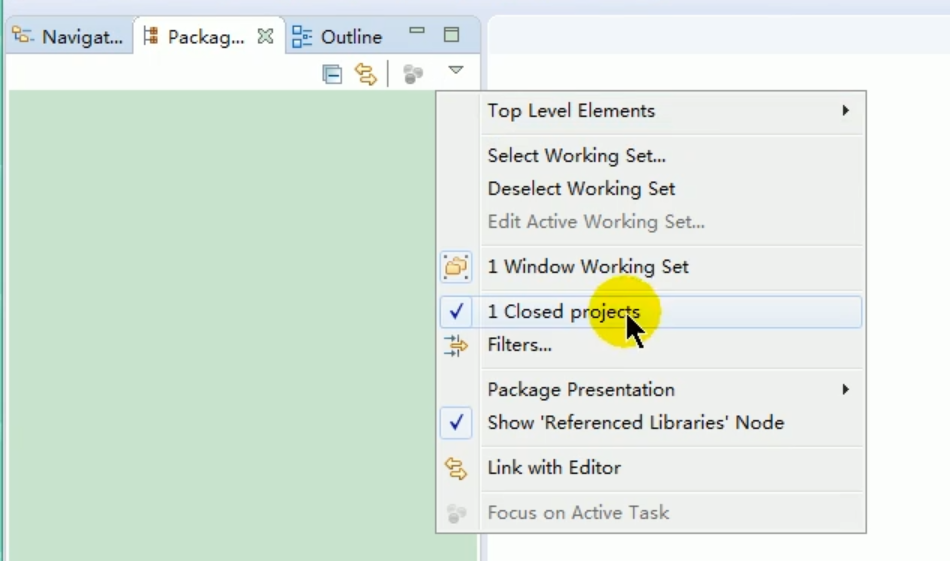 Navigat... Packag... Outline
Top Level Elements
Select Working Set...
Deselect Working Set
Edit Active Working Set...
1 Window Working Set
1 Closed projects
Filters...
Package Presentation
Show 'Referenced Libraries' Node
Link with Editor
Focus on Active Task